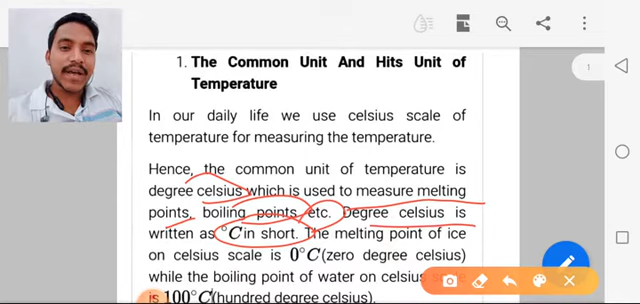 1. The Common Unit And Hits Unit of
Temperature
In our daily life we use celsius scale of
temperature for measuring the temperature.
Hence, the common unit of temperature is
degree celsius which is used to measure melting
points, boiling points etc. Degree celsius is
written as °C in short. The melting point of ice
on celsius scale is 0°C(zero degree celsius)
while the boiling point of water on celsius
is 100°C(hundred degree celsius).
1